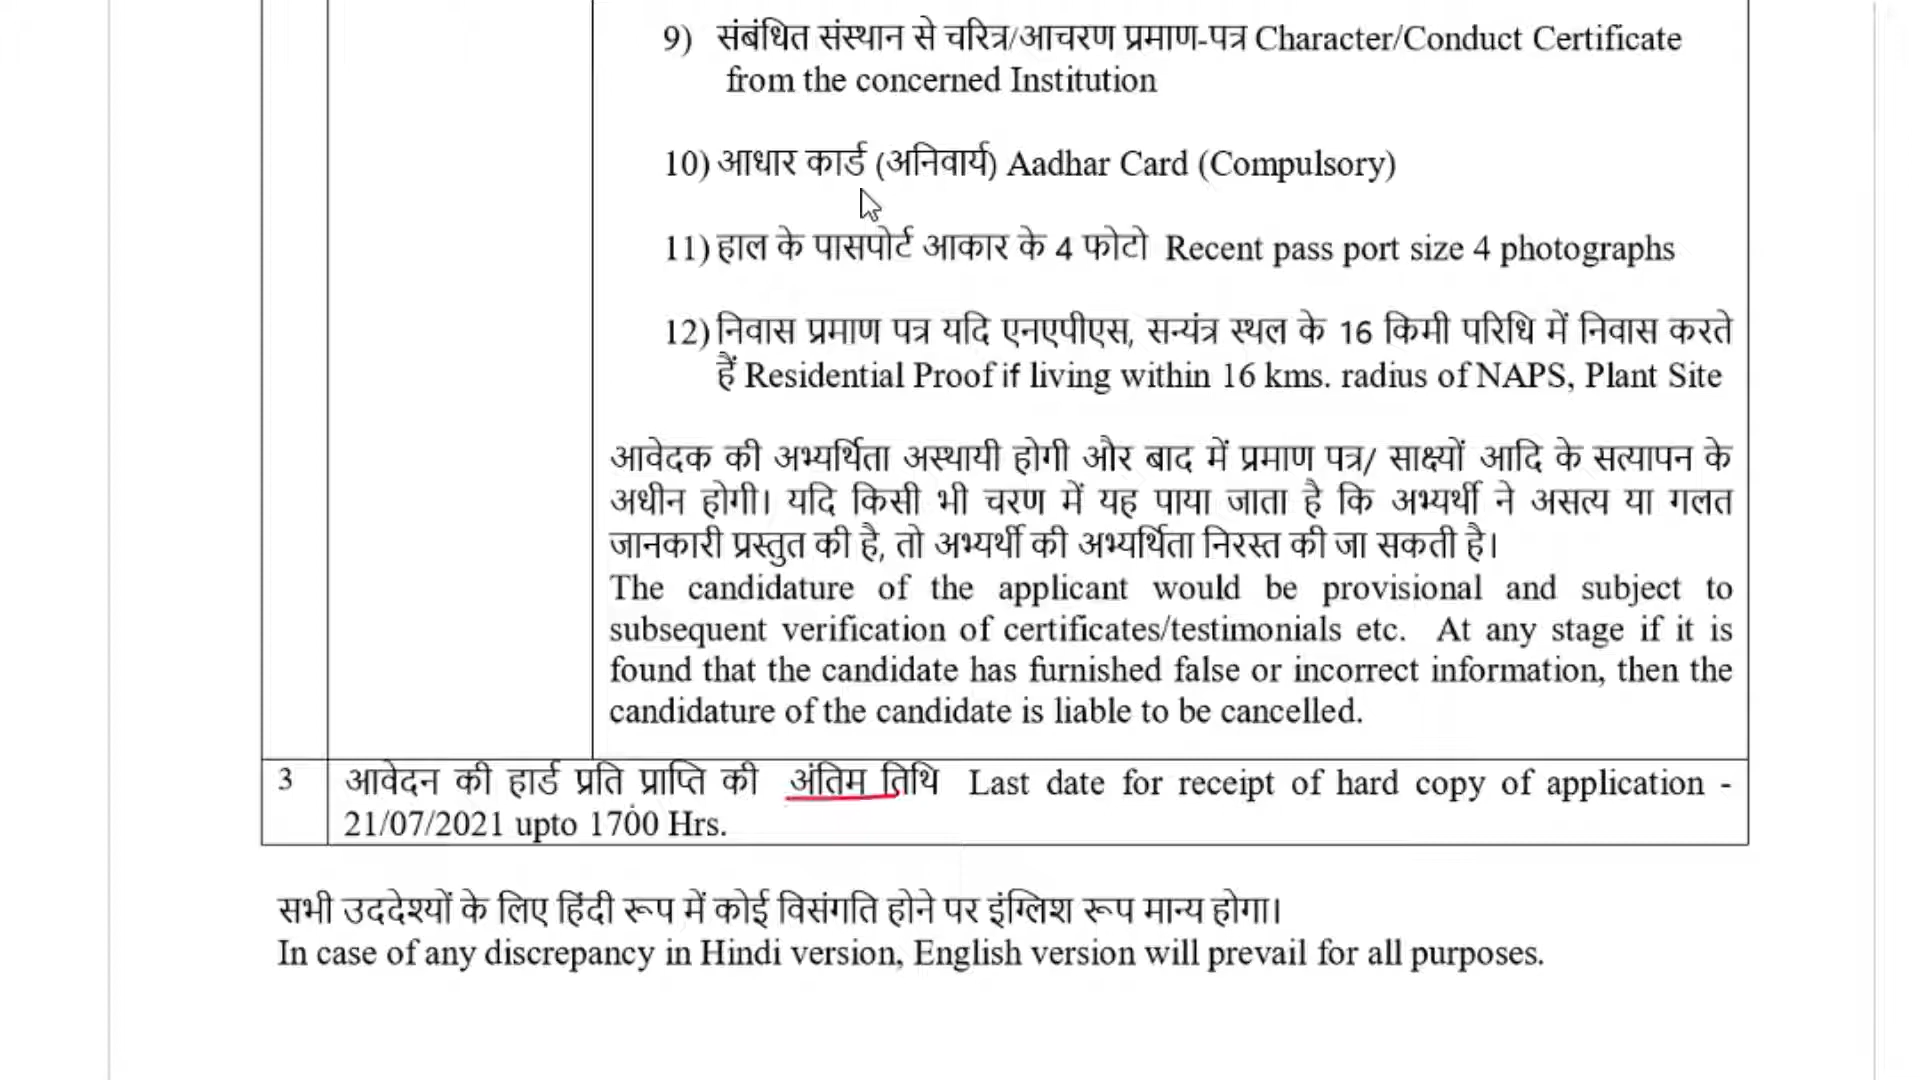 9) संबंधित संस्थान से चरित्र/आचरण प्रमाण-पत्र Character/Conduct Certificate
from the concerned Institution
10) आधार कार्ड (अनिवार्य) Aadhar Card (Compulsory)
11) हाल के पासपोर्ट आकार के 4 फोटो Recent pass port size 4 photographs
12) निवास प्रमाण पत्र यदि एनएपीएस, सन्यंत्र स्थल के 16 किमी परिधि में निवास करते
हैं Residential Proof if living within 16 kms. radius of NAPS, Plant Site
आवेदक की अभ्यर्थिता अस्थायी होगी और बाद में प्रमाण पत्र/ साक्ष्यों आदि के सत्यापन के
अधीन होगी। यदि किसी भी चरण में यह पाया जाता है कि अभ्यर्थी ने असत्य या गलत
जानकारी प्रस्तुत की है, तो अभ्यर्थी की अभ्यर्थिता निरस्त की जा सकती है।
The candidature of the applicant would be provisional and subject to
subsequent verification of certificates/testimonials etc. At any stage if it is
found that the candidate has furnished false or incorrect information, then the
candidature of the candidate is liable to be cancelled.
3 आवेदन की हार्ड प्रति प्राप्ति की अंतिम तिथि Last date for receipt of hard copy of application -
21/07/2021 upto 1700 Hrs.
सभी उददेश्यों के लिए हिंदी रूप में कोई विसंगति होने पर इंग्लिश रूप मान्य होगा।
In case of any discrepancy in Hindi version, English version will prevail for all purposes.